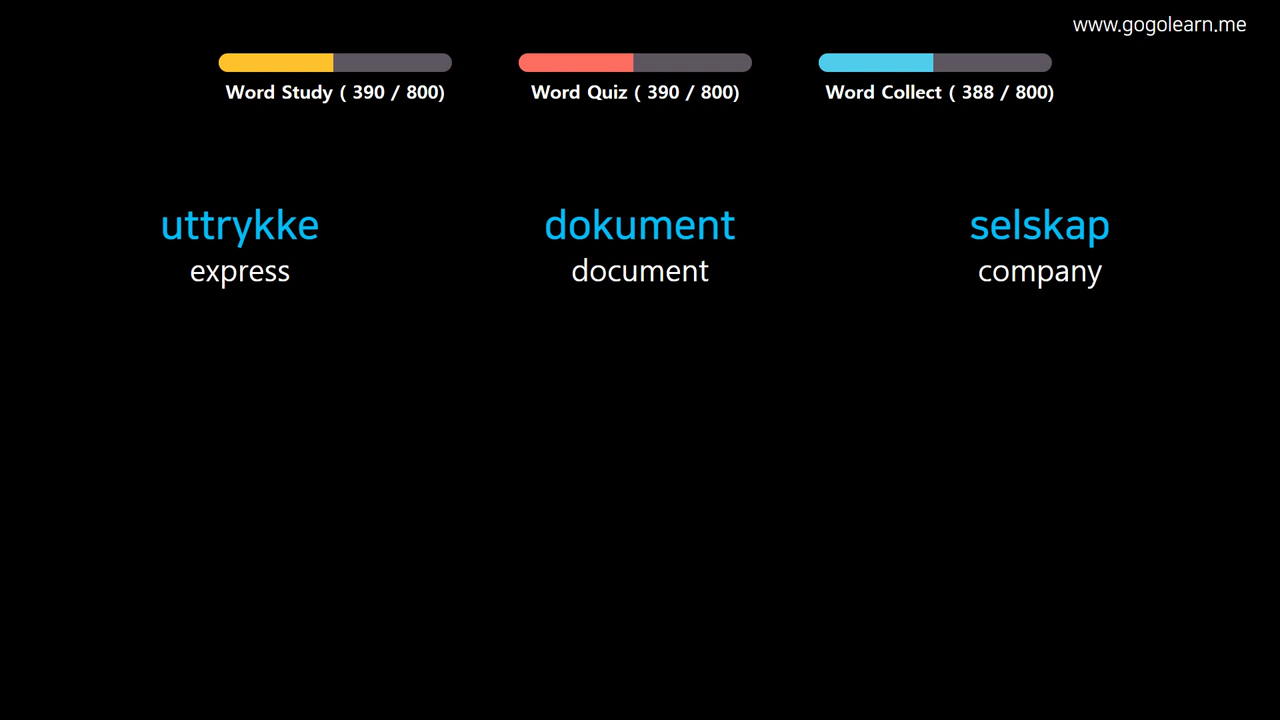 www.gogolearn.me
Word Study ( 390 / 800)
Word Quiz ( 390 / 800)
Word Collect ( 388 / 800)
uttrykke
express
dokument
document
selskap
company